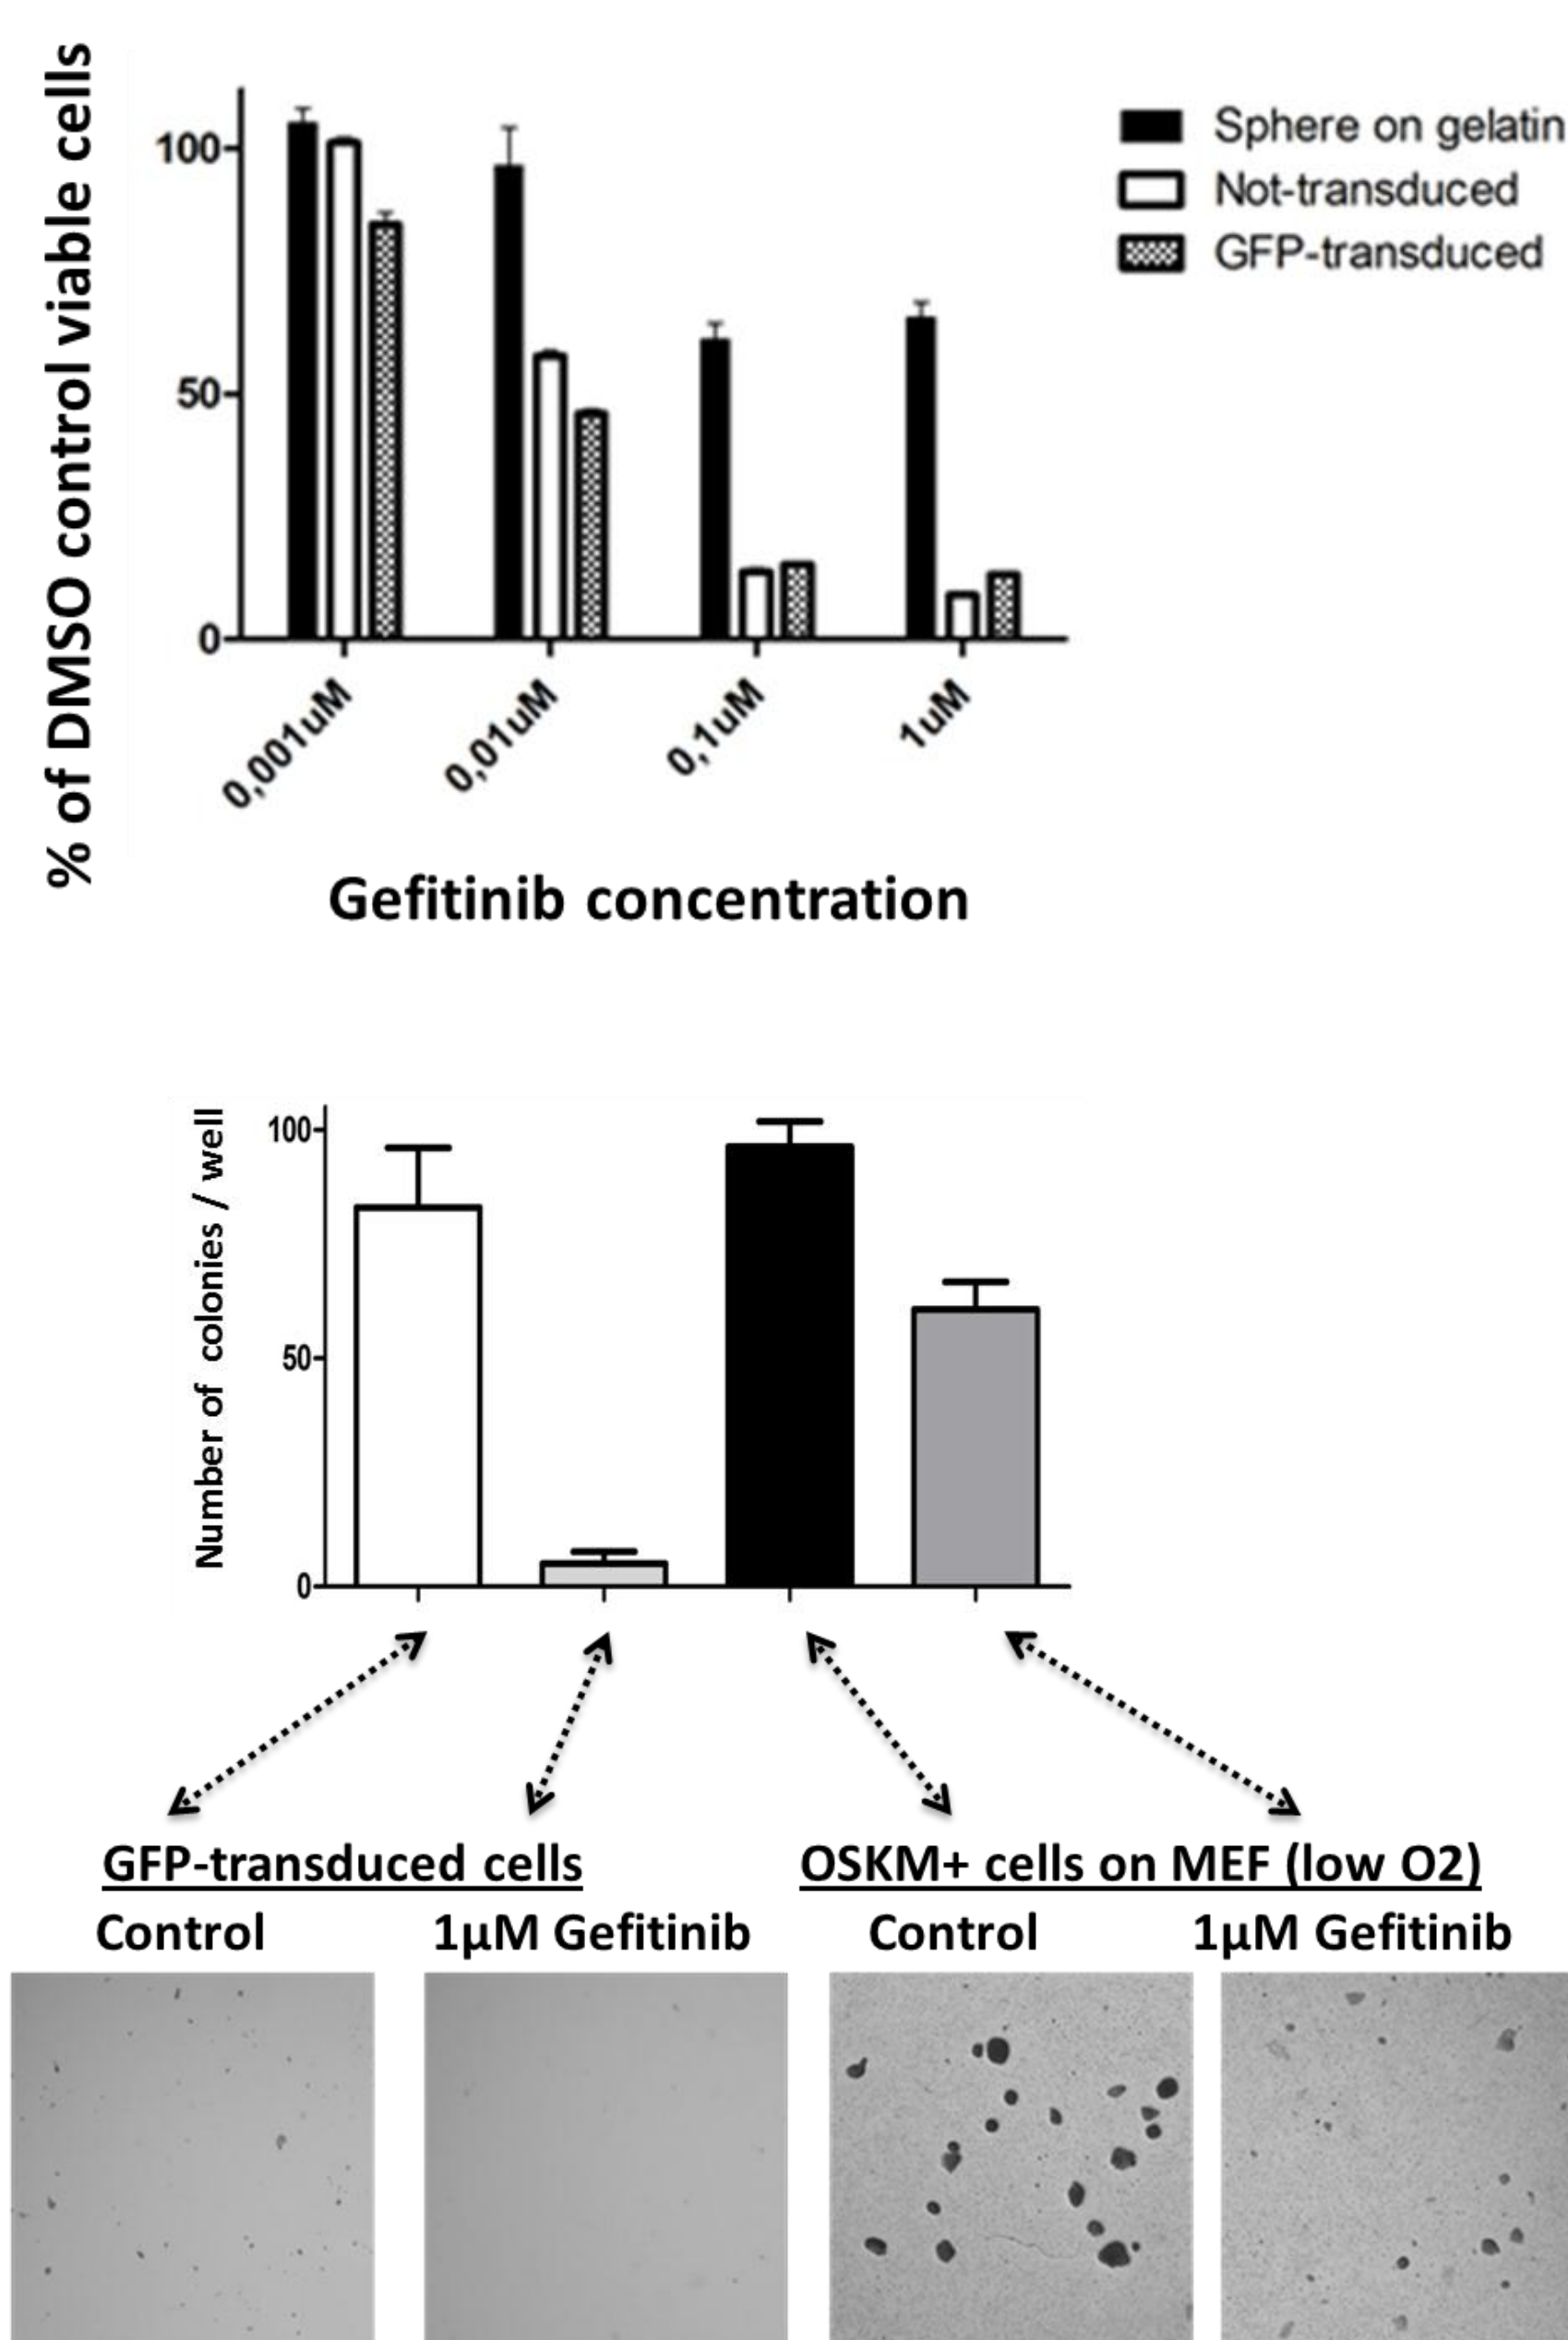 % of DMSO control viable cells
100
50
0
Sphere on gelatin
Not-transduced
GFP-transduced
0,001uM
0,01uM
0,1uM
1uM
Gefitinib concentration
Number of colonies / well
100
50
0
GFP-transduced cells
OSKM+ cells on MEF (low O2)
Control
1µM Gefitinib
Control
1µM Gefitinib